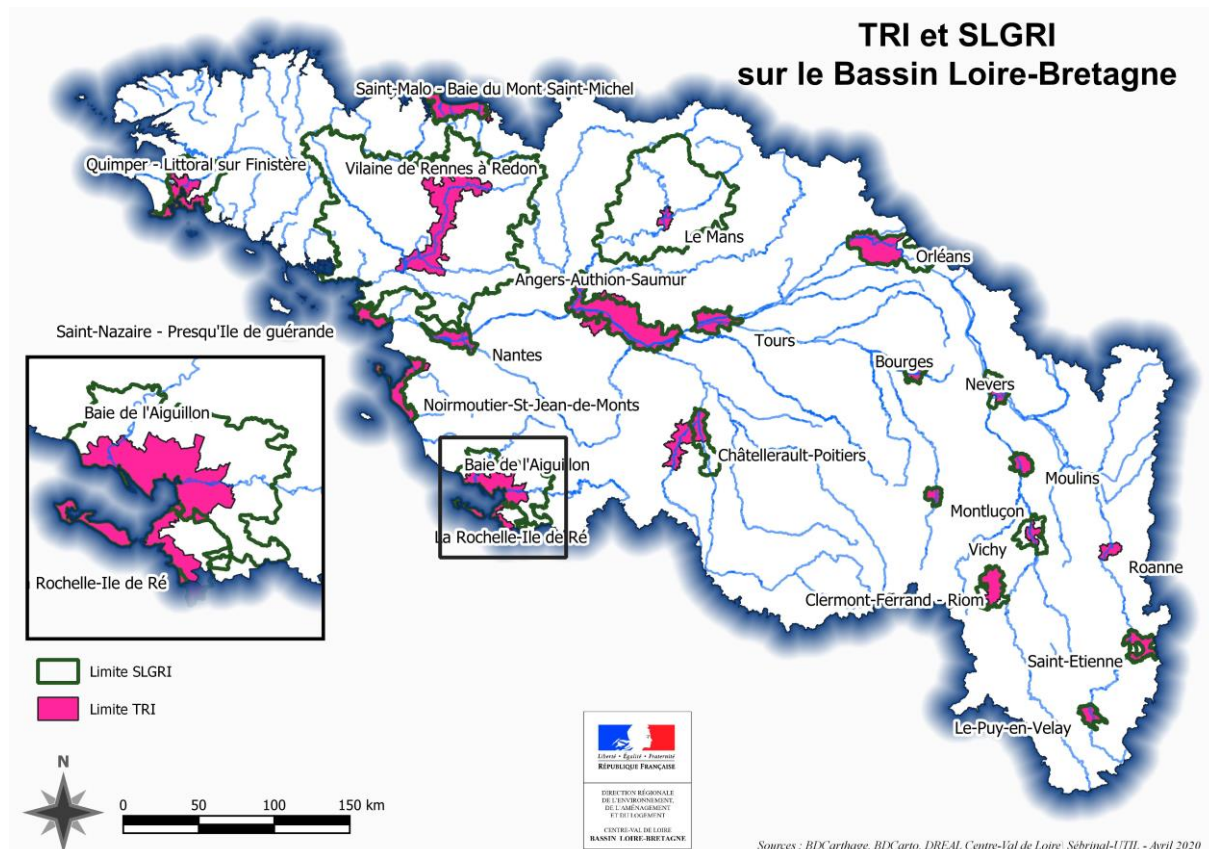 TRI et SLGRI
sur le Bassin Loire-Bretagne
Saint-Malo - Baie du Mont Saint-Michel
Quimper - Littoral sur Finistère
Vilaine de Rennes à Redon
Le Mans
Orléans
Angers-Authion-Saumur
Saint-Nazaire - Presqu'Ile de guérande
Nantes
Tours
Bourges
Nevers
Noirmoutier-St-Jean-de-Monts
Baie de l'Aiguillon
Châtellerault-Poitiers
Moulins
Montluçon
La Rochelle-Ile de Ré
Vichy
Roanne
Clermont-Ferrand - Riom
Saint-Etienne
Le-Puy-en-Velay
Baie de l'Aiguillon
Rochelle-Ile de Ré
Limite SLGRI
Limite TRI
N
0 50 100 150 km
Liberté • Égalité • Fraternité
RÉPUBLIQUE FRANÇAISE
DIRECTION RÉGIONALE
DE L'ENVIRONNEMENT,
DE L'AMÉNAGEMENT
ET DU LOGEMENT
CENTRE-VAL DE LOIRE
BASSIN LOIRE-BRETAGNE
Sources : BDCarthage, BDCarto, DREAL Centre-Val de Loire\ Sébrinal-UTIL - Avril 2020